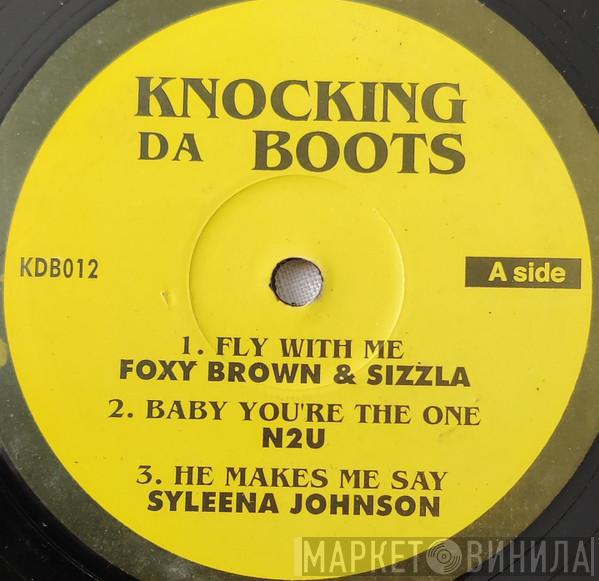 KNOCKING
DA BOOTS
KDB012
A side
1. FLY WITH ME
FOXY BROWN & SIZZLA
2. BABY YOU'RE THE ONE
N2U
3. HE MAKES ME SAY
SYLEENA JOHNSON
МАРКЕТ ВИНИЛА